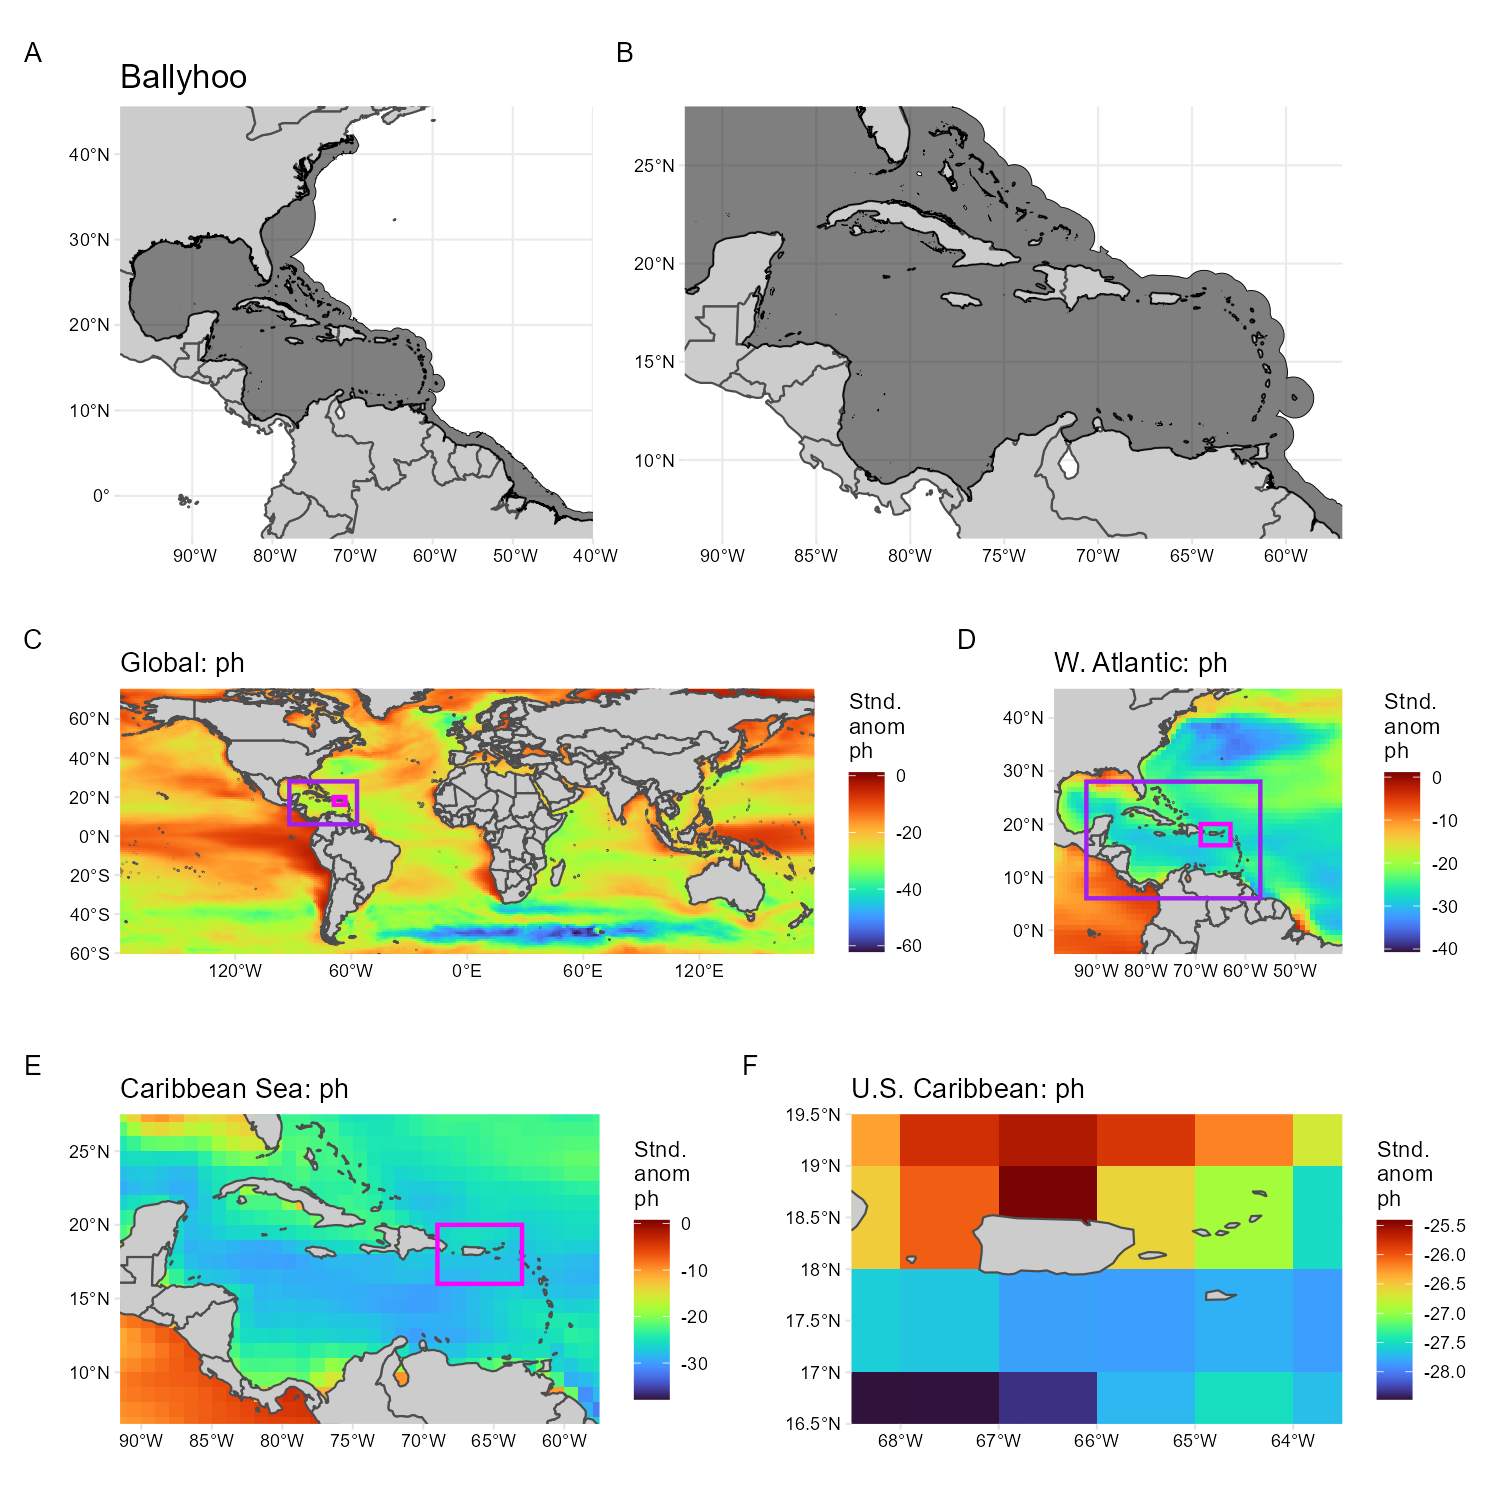 A
B
Ballyhoo
40°N
30°N
20°N
10°N
0°
90°W 80°W 70°W 60°W 50°W 40°W
25°N
20°N
15°N
10°N
90°W 85°W 80°W 75°W 70°W 65°W 60°W
C
D
Global: ph
60°N
40°N
20°N
0°N
20°S
40°S
60°S
120°W 60°W 0°E 60°E 120°E
Stnd.
anom
ph
0
-20
-40
-60
W. Atlantic: ph
40°N
30°N
20°N
10°N
0°N
90°W 80°W 70°W 60°W 50°W
Stnd.
anom
ph
0
-10
-20
-30
-40
E
F
Caribbean Sea: ph
25°N
20°N
15°N
10°N
90°W 85°W 80°W 75°W 70°W 65°W 60°W
Stnd.
anom
ph
0
-10
-20
-30
U.S. Caribbean: ph
19.5°N
19°N
18.5°N
18°N
17.5°N
17°N
16.5°N
68°W 67°W 66°W 65°W 64°W
Stnd.
anom
ph
-25.5
-26.0
-26.5
-27.0
-27.5
-28.0